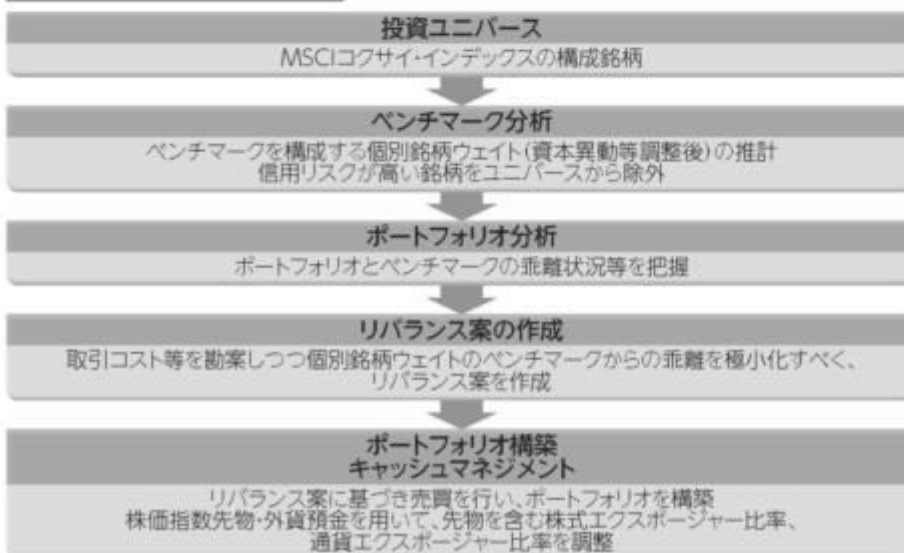 投資ユニバース
MSCIコクサイ・インデックスの構成銘柄
ベンチマーク分析
ベンチマークを構成する個別銘柄ウェイト(資本異動等調整後)の推計
信用リスクが高い銘柄をユニバースから除外
ポートフォリオ分析
ポートフォリオとベンチマークの乖離状況等を把握
リバランス案の作成
取引コスト等を勘案しつつ個別銘柄ウェイトのベンチマークからの乖離を極小化すべく、
リバランス案を作成
ポートフォリオ構築
キャッシュマネジメント
リバランス案に基づき売買を行い、ポートフォリオを構築
株価指数先物・外貨預金を用いて、先物を含む株式エクスポージャー比率、
通貨エクスポージャー比率を調整